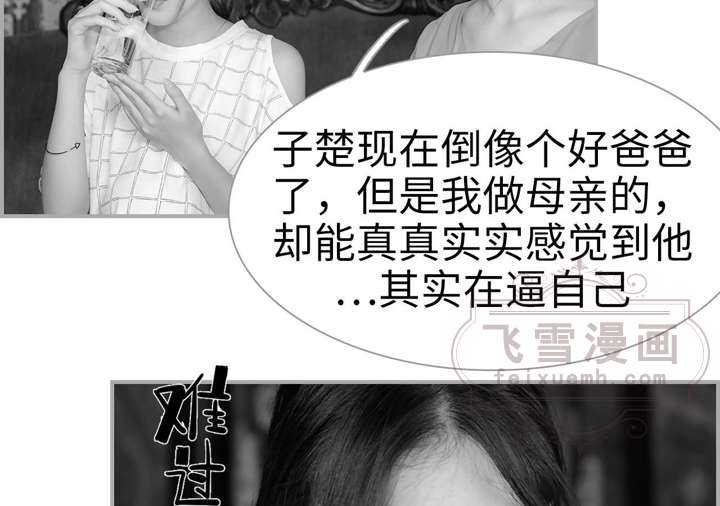 子楚现在倒像个好爸爸
了，但是我做母亲的，
却能真真实实感觉到他
…其实在逼自己
飞雪漫画
feixuemh.com
难过